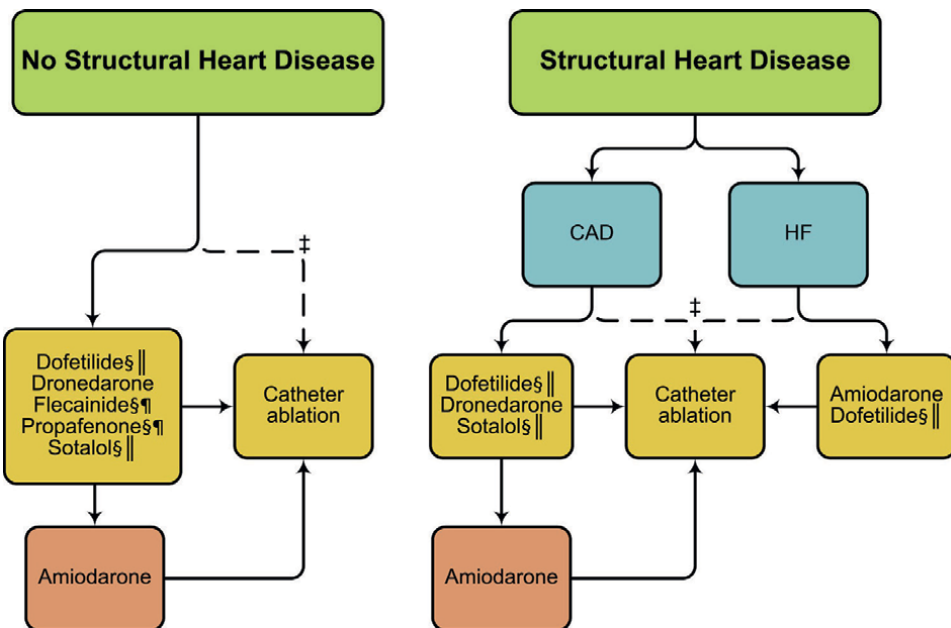 No Structural Heart Disease
Structural Heart Disease
CAD
HF
‡
‡
Dofetilide§‖
Dronedarone
Flecainide§¶
Propafenone§¶
Sotalol§‖
Catheter
ablation
Dofetilide§‖
Dronedarone
Sotalol§‖
Catheter
ablation
Amiodarone
Dofetilide§‖
Amiodarone
Amiodarone